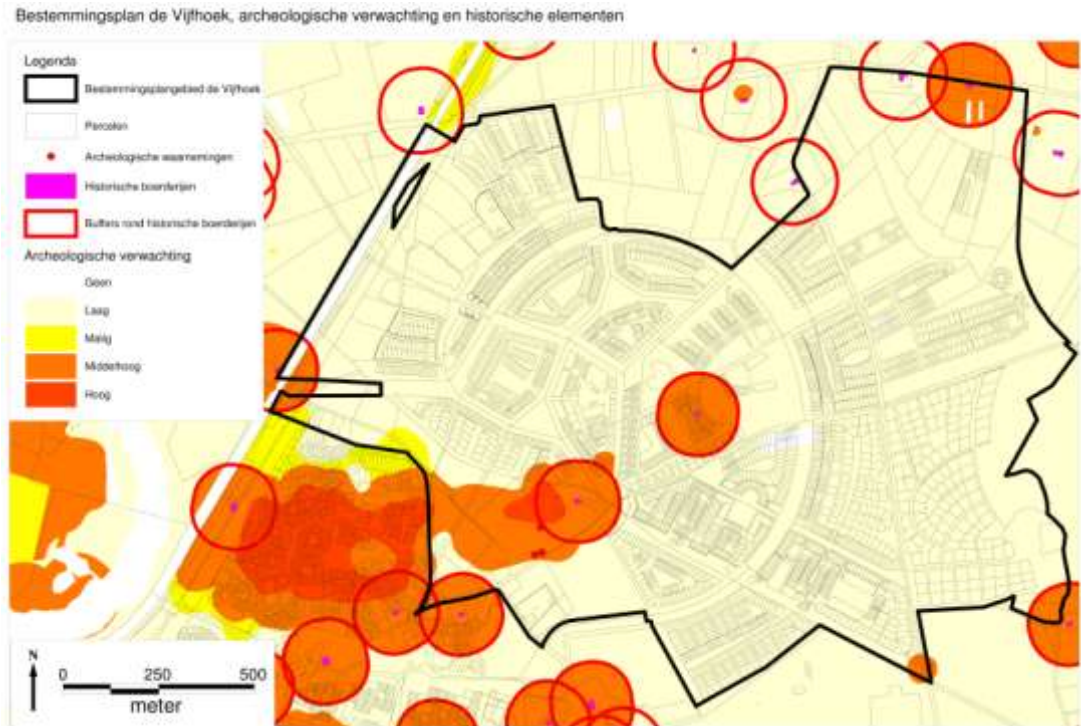 Bestemmingsplan de Vijfhoek, archeologische verwachting en historische elementen
Legenda
Bestemmingsplangebied de Vijfhoek
Percelen
Archeologische waarnemingen
Historische boerderijen
Buffers rond historische boerderijen
Archeologische verwachting
Geen
Laag
Matig
Middelhoog
Hoog
N
0 250 500
meter